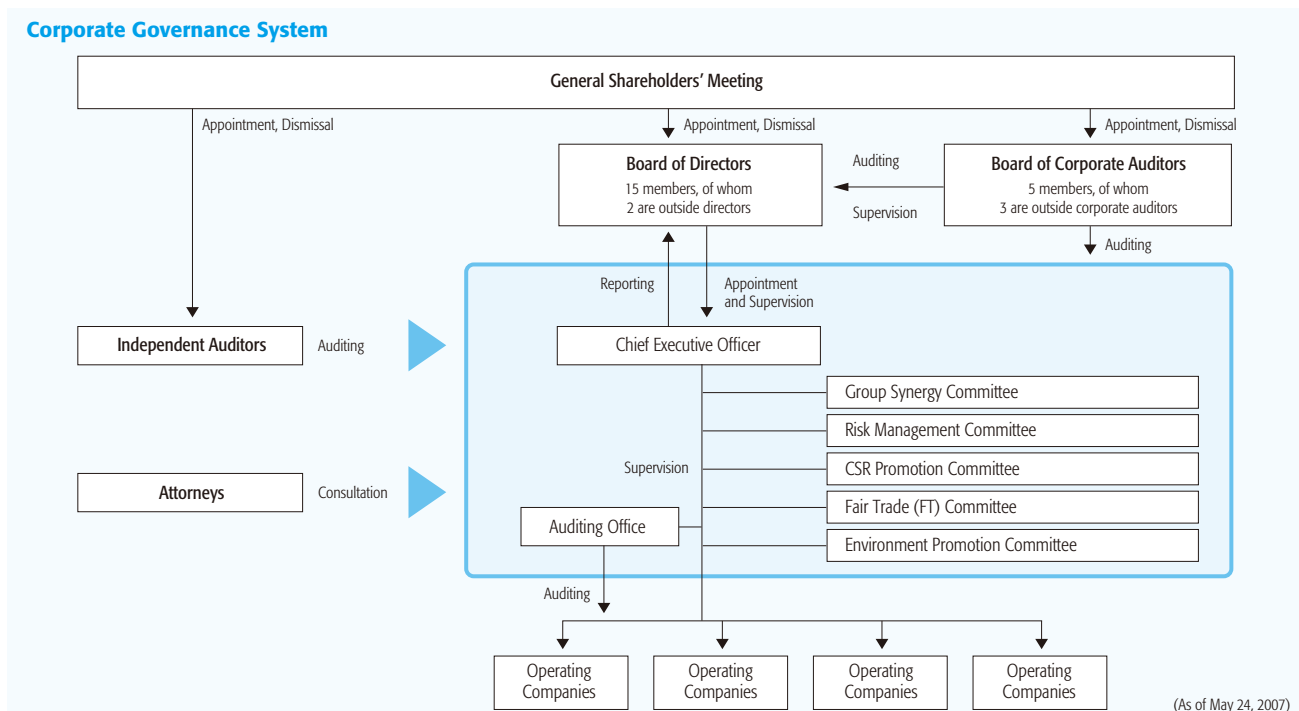 Corporate Governance System
General Shareholders' Meeting
Appointment, Dismissal
Appointment, Dismissal
Appointment, Dismissal
Board of Directors
15 members, of whom
2 are outside directors
Auditing
Supervision
Board of Corporate Auditors
5 members, of whom
3 are outside corporate auditors
Auditing
Reporting
Appointment
and Supervision
Independent Auditors
Auditing
Chief Executive Officer
Group Synergy Committee
Risk Management Committee
Supervision
CSR Promotion Committee
Attorneys
Consultation
Fair Trade (FT) Committee
Auditing Office
Environment Promotion Committee
Auditing
Operating
Companies
Operating
Companies
Operating
Companies
Operating
Companies
(As of May 24, 2007)